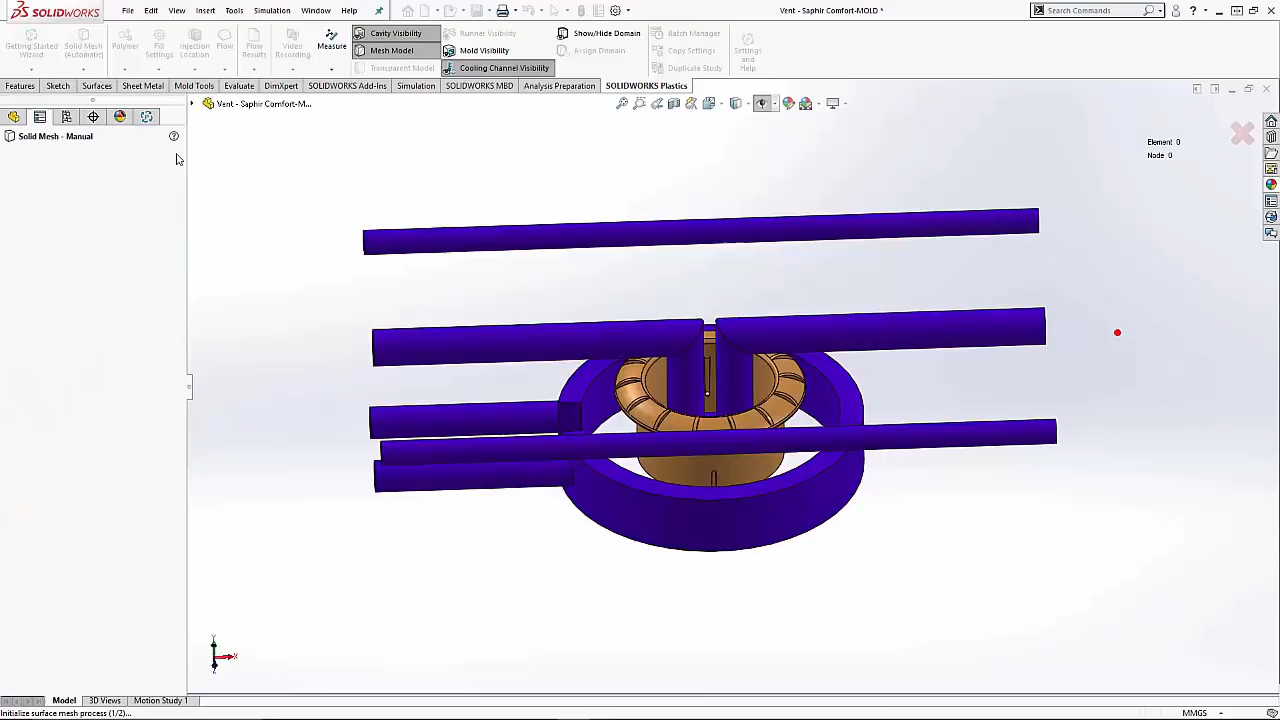 SOLIDWORKS
File Edit View Insert Tools Simulation Window Help
Vent - Saphir Comfort-MOLD *
Search Commands
Getting Started Wizard
Solid Mesh (Automatic)
Polymer
Fill Settings
Injection Location
Flow
Flow Results
Video Recording
Measure
Cavity Visibility
Mesh Model
Transparent Model
Runner Visibility
Mold Visibility
Cooling Channel Visibility
Show/Hide Domain
Assign Domain
Batch Manager
Copy Settings
Duplicate Study
Settings and Help
Features Sketch Surfaces Sheet Metal Mold Tools Evaluate DimXpert SOLIDWORKS Add-Ins Simulation SOLIDWORKS MBD Analysis Preparation SOLIDWORKS Plastics
Vent - Saphir Comfort-M...
Solid Mesh - Manual
Element 0
Node 0
Y
X
Z
Model 3D Views Motion Study 1
Initialize surface mesh process (1/2)...
MMGS